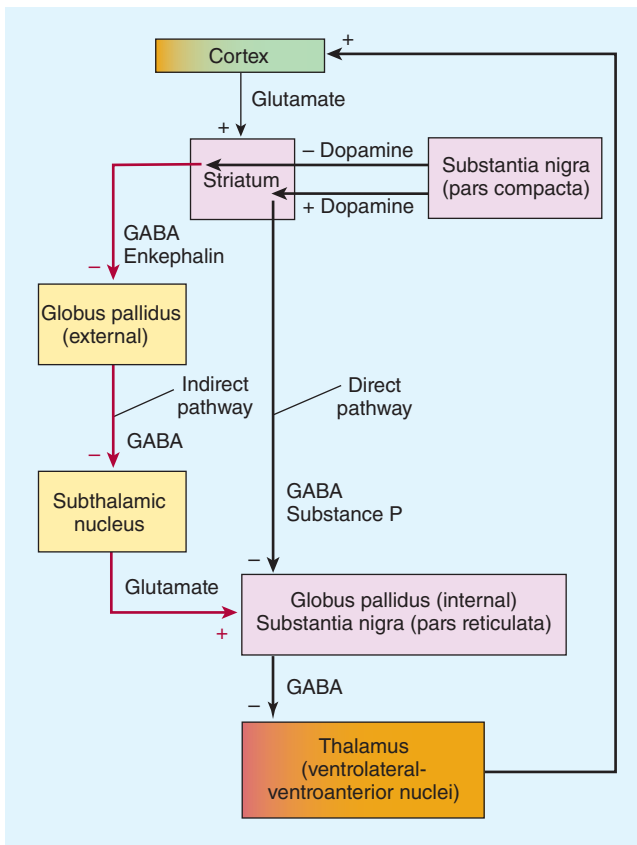 +
Cortex
Glutamate
+
– Dopamine
Striatum
Substantia nigra
(pars compacta)
+ Dopamine
GABA
Enkephalin
–
Globus pallidus
(external)
Indirect
pathway
Direct
pathway
GABA
–
Subthalamic
nucleus
GABA
Substance P
–
Glutamate
+
Globus pallidus (internal)
Substantia nigra (pars reticulata)
GABA
–
Thalamus
(ventrolateral-
ventroanterior nuclei)